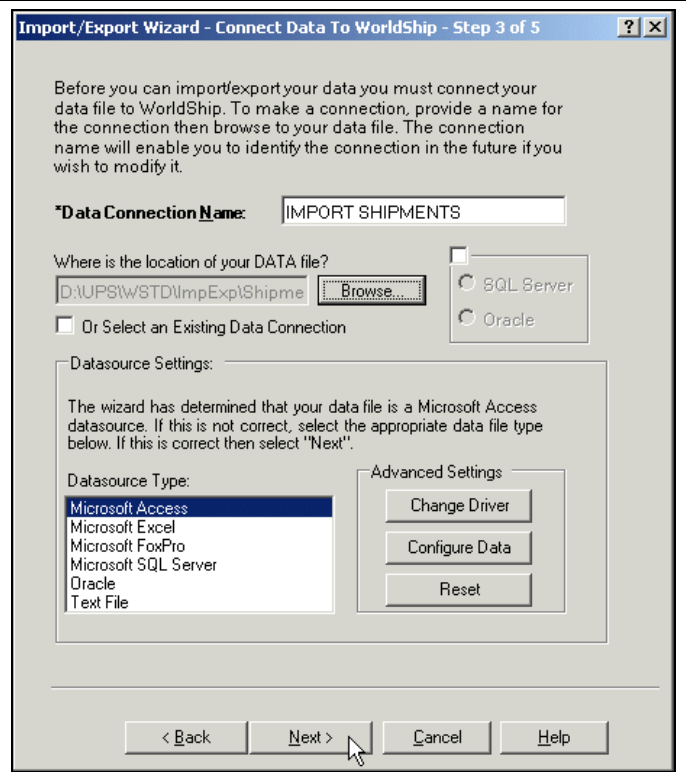 Import/Export Wizard - Connect Data To WorldShip - Step 3 of 5
Before you can import/export your data you must connect your
data file to WorldShip. To make a connection, provide a name for
the connection then browse to your data file. The connection
name will enable you to identify the connection in the future if you
wish to modify it.
*Data Connection Name: IMPORT SHIPMENTS
Where is the location of your DATA file?
D:\UPS\WSTD\ImpExp\Shipme Browse...
SQL Server
Oracle
Or Select an Existing Data Connection
Datasource Settings:
The wizard has determined that your data file is a Microsoft Access
datasource. If this is not correct, select the appropriate data file type
below. If this is correct then select "Next".
Datasource Type:
Microsoft Access
Microsoft Excel
Microsoft FoxPro
Microsoft SQL Server
Oracle
Text File
Advanced Settings
Change Driver
Configure Data
Reset
< Back Next > Cancel Help